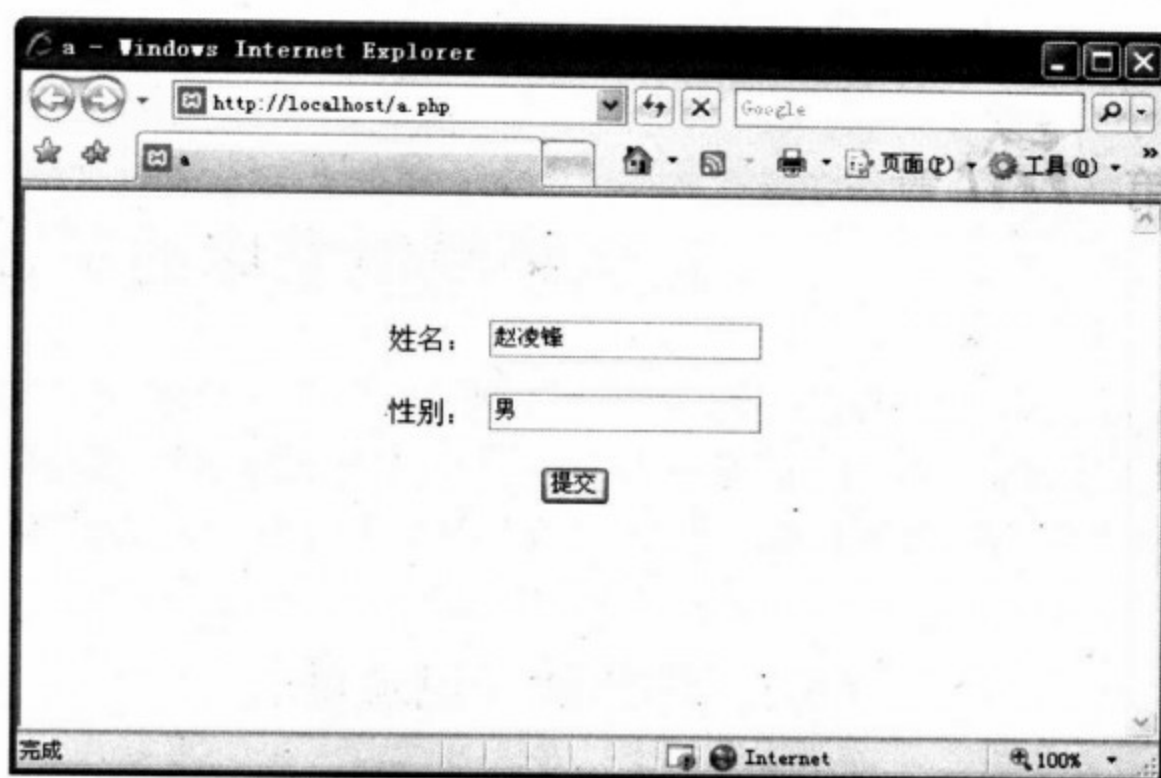 a - Windows Internet Explorer
http://localhost/a.php
Google
a
页面(P)
工具(O)
»
姓名： 赵凌锋
性别： 男
提交
完成
Internet
100%